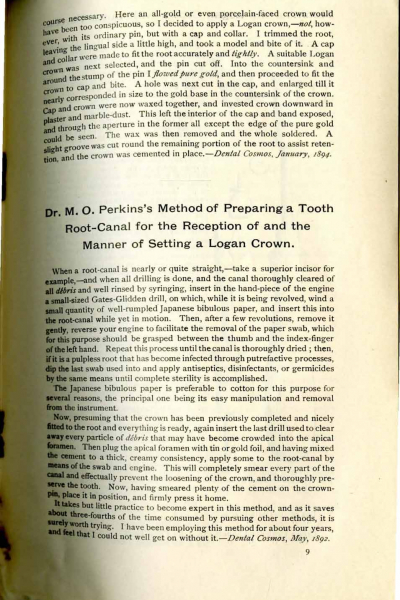 course necessary. Here an all-gold or even porcelain-faced crown would
have been too conspicuous, so I decided to apply a Logan crown,—not, how-
ever, with its ordinary pin, but with a cap and collar. I trimmed the root,
leaving the lingual side a little high, and took a model and bite of it. A cap
and collar were made to fit the root accurately and tightly. A suitable Logan
crown was next selected, and the pin cut off. Into the countersink and
around the stump of the pin I flowed pure gold, and then proceeded to fit the
crown to cap and bite. A hole was next cut in the cap, and enlarged till it
nearly corresponded in size to the gold base in the countersink of the crown.
Cap and crown were now waxed together, and invested crown downward in
plaster and marble-dust. This left the interior of the cap and band exposed,
and through the aperture in the former all except the edge of the pure gold
could be seen. The wax was then removed and the whole soldered. A
slight groove was cut round the remaining portion of the root to assist reten-
tion, and the crown was cemented in place.—Dental Cosmos, January, 1894.
Dr. M. O. Perkins's Method of Preparing a Tooth
Root-Canal for the Reception of and the
Manner of Setting a Logan Crown.
When a root-canal is nearly or quite straight,—take a superior incisor for
example,—and when all drilling is done, and the canal thoroughly cleared of
all débris and well rinsed by syringing, insert in the hand-piece of the engine
a small-sized Gates-Glidden drill, on which, while it is being revolved, wind a
small quantity of well-rumpled Japanese bibulous paper, and insert this into
the root-canal while yet in motion. Then, after a few revolutions, remove it
gently, reverse your engine to facilitate the removal of the paper swab, which
for this purpose should be grasped between the thumb and the index-finger
of the left hand. Repeat this process until the canal is thoroughly dried; then,
if it is a pulpless root that has become infected through putrefactive processes,
dip the last swab used into and apply antiseptics, disinfectants, or germicides
by the same means until complete sterility is accomplished.
The Japanese bibulous paper is preferable to cotton for this purpose for
several reasons, the principal one being its easy manipulation and removal
from the instrument.
Now, presuming that the crown has been previously completed and nicely
fitted to the root and everything is ready, again insert the last drill used to clear
away every particle of débris that may have become crowded into the apical
foramen. Then plug the apical foramen with tin or gold foil, and having mixed
the cement to a thick, creamy consistency, apply some to the root-canal by
means of the swab and engine. This will completely smear every part of the
canal and effectually prevent the loosening of the crown, and thoroughly pre-
serve the tooth. Now, having smeared plenty of the cement on the crown-
pin, place it in position, and firmly press it home.
It takes but little practice to become expert in this method, and as it saves
about three-fourths of the time consumed by pursuing other methods, it is
surely worth trying. I have been employing this method for about four years,
and feel that I could not well get on without it.—Dental Cosmos, May, 1892.
9